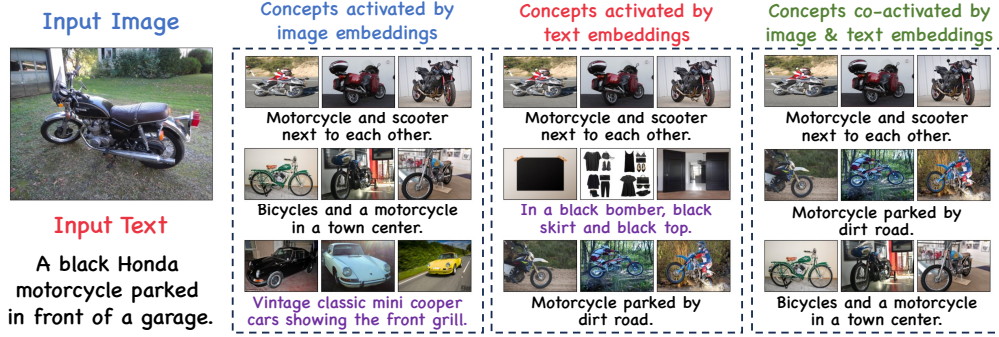 Input Image
Input Text
A black Honda
motorcycle parked
in front of a garage.
Concepts activated by
image embeddings
Motorcycle and scooter
next to each other.
Bicycles and a motorcycle
in a town center.
Vintage classic mini cooper
cars showing the front grill.
Concepts activated by
text embeddings
Motorcycle and scooter
next to each other.
In a black bomber, black
skirt and black top.
Motorcycle parked by
dirt road.
Concepts co-activated by
image & text embeddings
Motorcycle and scooter
next to each other.
Motorcycle parked by
dirt road.
Bicycles and a motorcycle
in a town center.